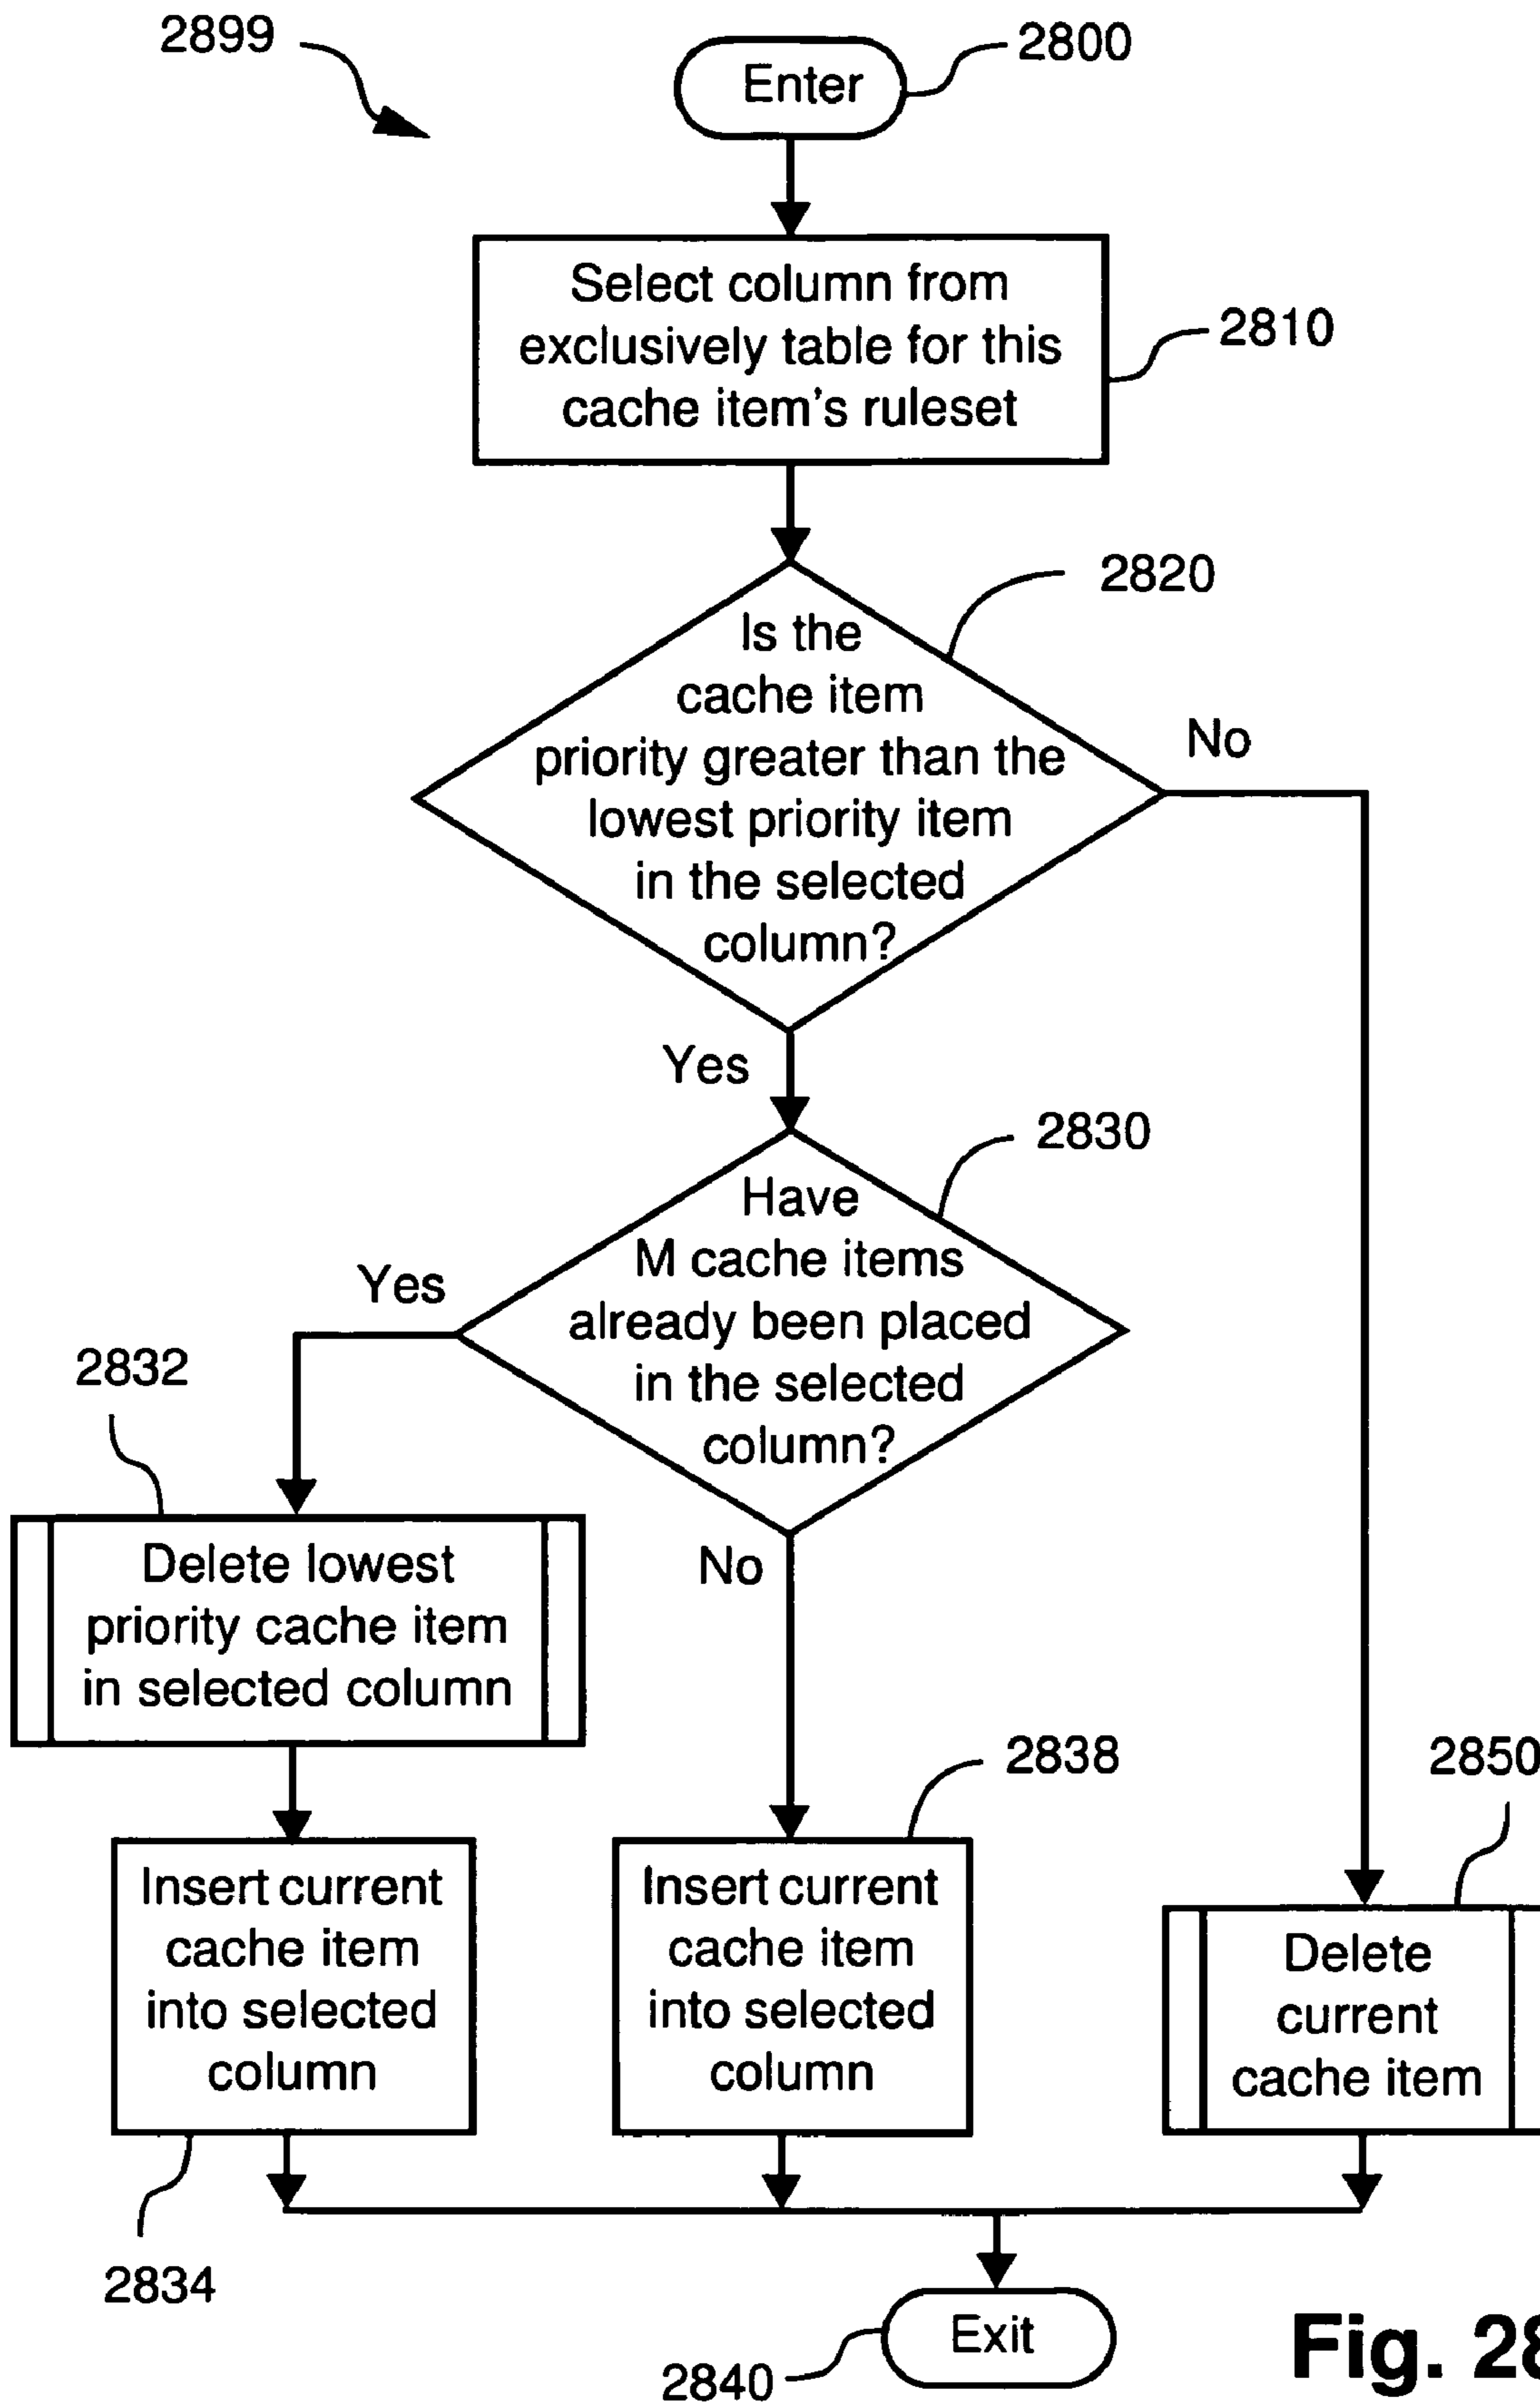 2899
Enter
2800
Select column from
exclusively table for this
cache item's ruleset
2810
2820
Is the
cache item
priority greater than the
lowest priority item
in the selected
column?
No
Yes
2830
Have
M cache items
already been placed
in the selected
column?
Yes
2832
Delete lowest
priority cache item
in selected column
No
2838
2850
Insert current
cache item
into selected
column
Insert current
cache item
into selected
column
Delete
current
cache item
2834
Exit
2840
Fig. 28